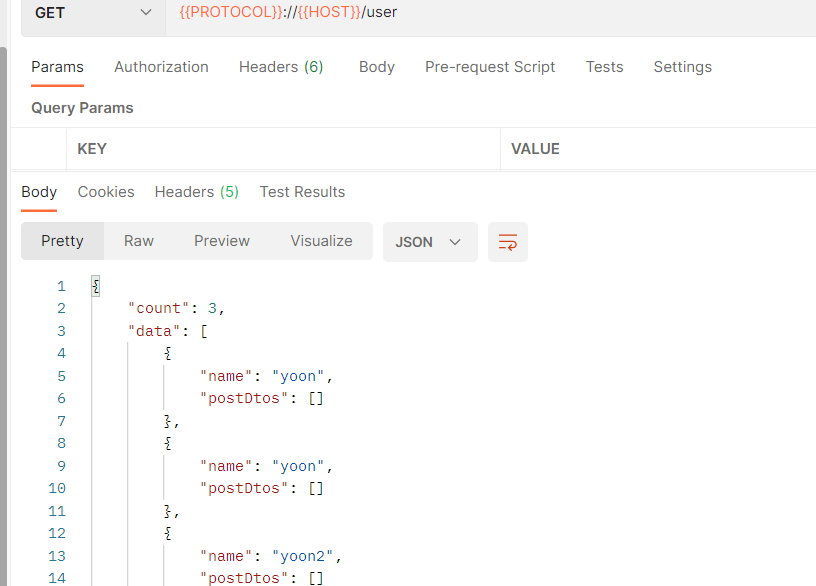 GET {{PROTOCOL}}://{{HOST}}/user
Params Authorization Headers (6) Body Pre-request Script Tests Settings
Query Params
KEY VALUE
Body Cookies Headers (5) Test Results
Pretty Raw Preview Visualize JSON
1 {
2 "count": 3,
3 "data": [
4 {
5 "name": "yoon",
6 "postDtos": []
7 },
8 {
9 "name": "yoon",
10 "postDtos": []
11 },
12 {
13 "name": "yoon2",
14 "postDtos": []